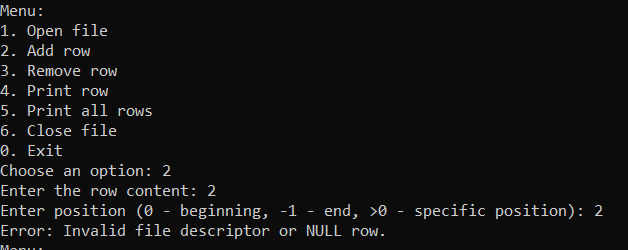 Menu:
1. Open file
2. Add row
3. Remove row
4. Print row
5. Print all rows
6. Close file
0. Exit
Choose an option: 2
Enter the row content: 2
Enter position (0 - beginning, -1 - end, >0 - specific position): 2
Error: Invalid file descriptor or NULL row.
Menu: